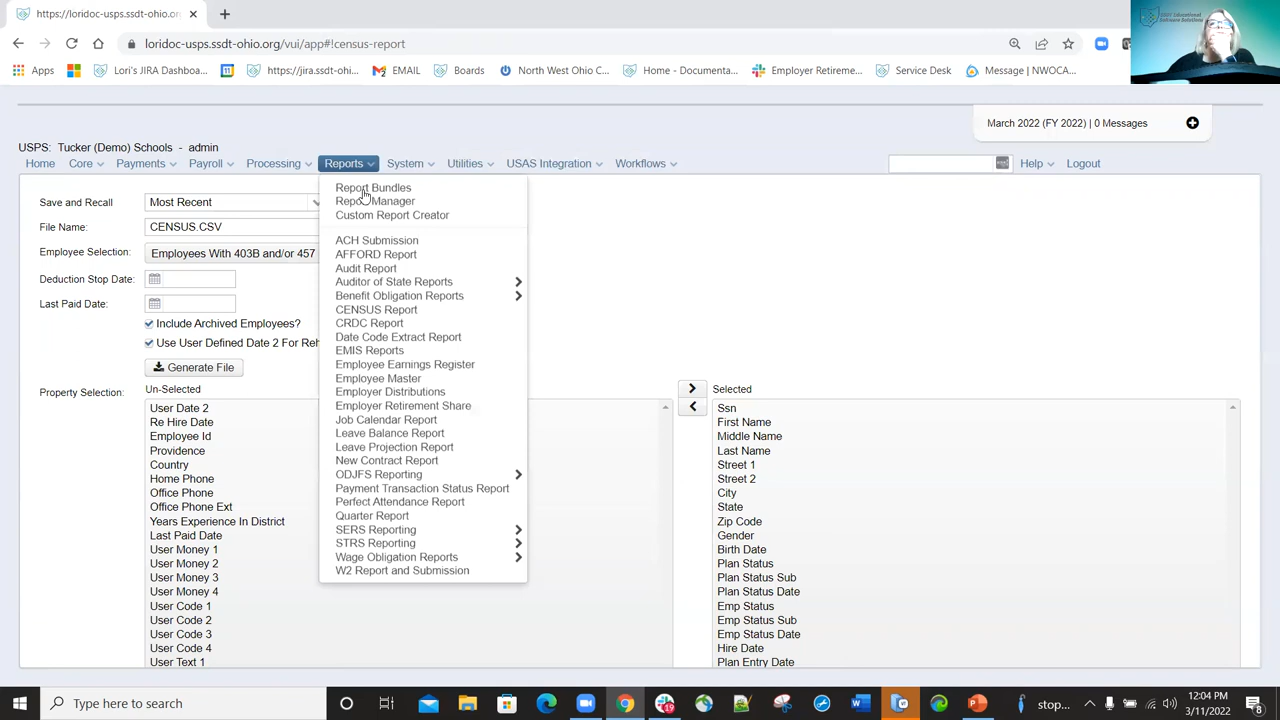 https://loridoc-usps.ssdt-ohio.or
loridoc-usps.ssdt-ohio.org/vui/app#!census-report
Apps
Lori's JIRA Dashboa...
https://jira.ssdt-ohi...
EMAIL
Boards
North West Ohio C...
Home - Documenta...
Employer Retireme...
Service Desk
Message | NWOCA...
March 2022 (FY 2022) | 0 Messages
USPS: Tucker (Demo) Schools - admin
Home Core Payments Payroll Processing Reports System Utilities USAS Integration Workflows Help Logout
Save and Recall Most Recent
File Name: CENSUS.CSV
Employee Selection: Employees With 403B and/or 457
Deduction Stop Date:
Last Paid Date:
Include Archived Employees?
Use User Defined Date 2 For Reh
Generate File
Property Selection: Un-Selected
User Date 2
Re Hire Date
Employee Id
Providence
Country
Home Phone
Office Phone
Office Phone Ext
Years Experience In District
Last Paid Date
User Money 1
User Money 2
User Money 3
User Money 4
User Code 1
User Code 2
User Code 3
User Code 4
User Text 1
Report Bundles
Report Manager
Custom Report Creator
ACH Submission
AFFORD Report
Audit Report
Auditor of State Reports
Benefit Obligation Reports
CENSUS Report
CRDC Report
Date Code Extract Report
EMIS Reports
Employee Earnings Register
Employee Master
Employer Distributions
Employer Retirement Share
Job Calendar Report
Leave Balance Report
Leave Projection Report
New Contract Report
ODJFS Reporting
Payment Transaction Status Report
Perfect Attendance Report
Quarter Report
SERS Reporting
STRS Reporting
Wage Obligation Reports
W2 Report and Submission
Selected
Ssn
First Name
Middle Name
Last Name
Street 1
Street 2
City
State
Zip Code
Gender
Birth Date
Plan Status
Plan Status Sub
Plan Status Date
Emp Status
Emp Status Sub
Emp Status Date
Hire Date
Plan Entry Date
Type here to search
stop...
12:04 PM
3/11/2022